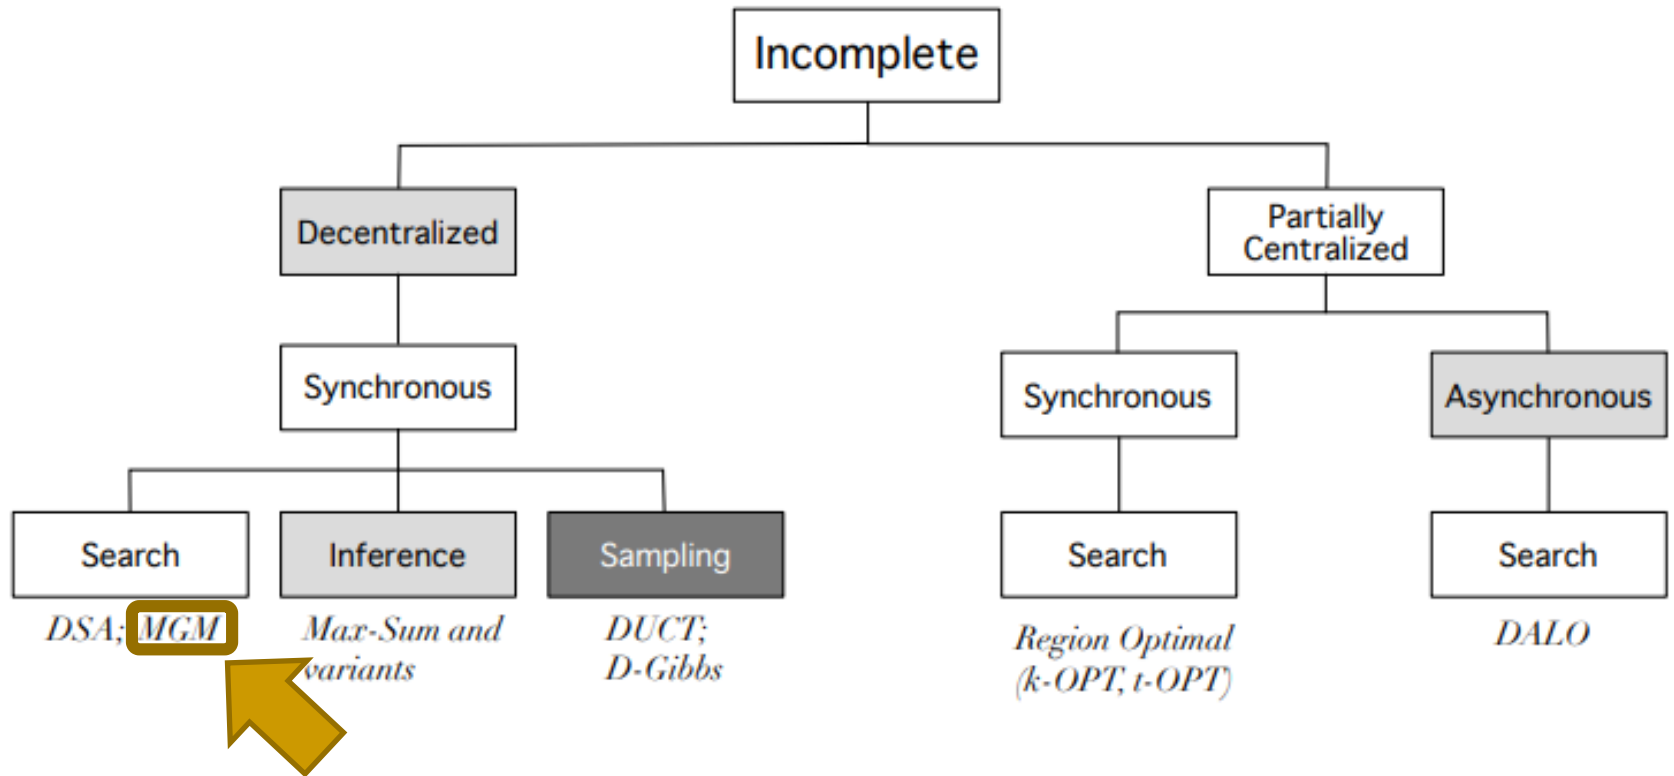 Incomplete
Decentralized
Partially
Centralized
Synchronous
Synchronous
Asynchronous
Search
Inference
Sampling
Search
Search
DSA; MGM
Max-Sum and
variants
DUCT;
D-Gibbs
Region Optimal
(k-OPT, t-OPT)
DALO